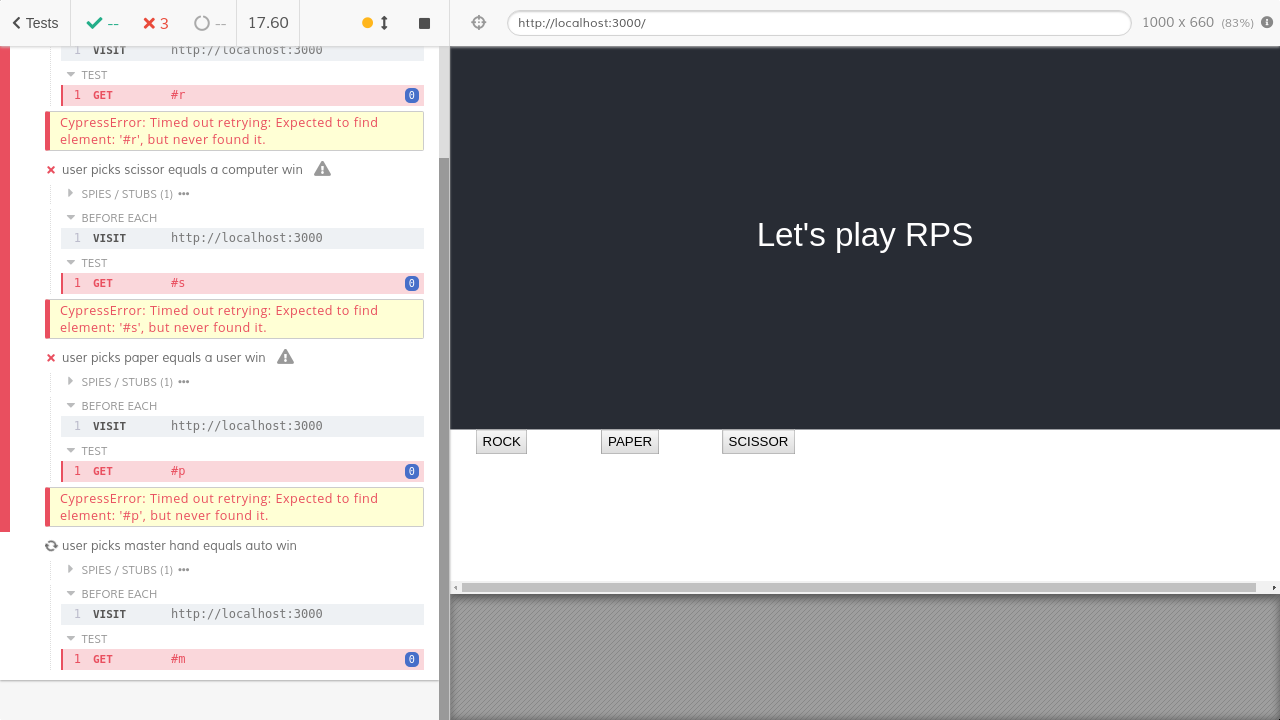 Tests
--
3
--
17.60
http://localhost:3000/
1000 x 660 (83%)
1 VISIT http://localhost:3000
TEST
1 GET #r 0
CypressError: Timed out retrying: Expected to find
element: '#r', but never found it.
user picks scissor equals a computer win
SPIES / STUBS (1) •••
BEFORE EACH
1 VISIT http://localhost:3000
TEST
1 GET #s 0
CypressError: Timed out retrying: Expected to find
element: '#s', but never found it.
user picks paper equals a user win
SPIES / STUBS (1) •••
BEFORE EACH
1 VISIT http://localhost:3000
TEST
1 GET #p 0
CypressError: Timed out retrying: Expected to find
element: '#p', but never found it.
user picks master hand equals auto win
SPIES / STUBS (1) •••
BEFORE EACH
1 VISIT http://localhost:3000
TEST
1 GET #m 0
Let's play RPS
ROCK
PAPER
SCISSOR